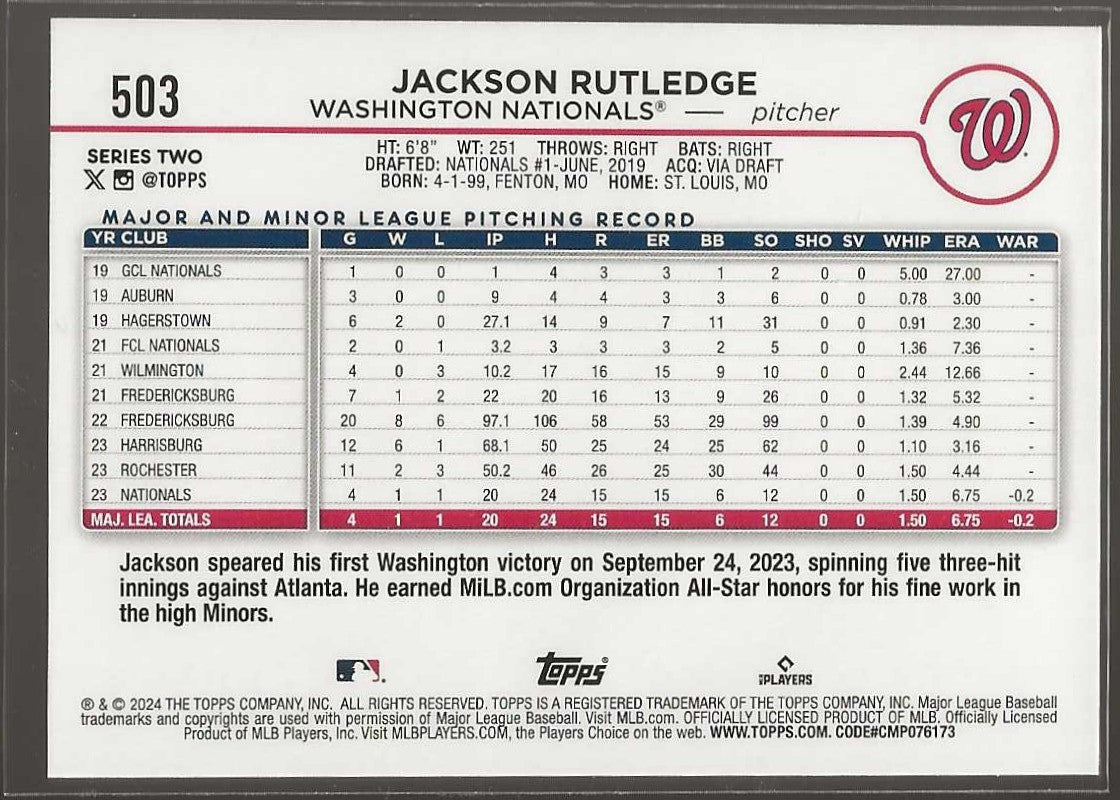 503
JACKSON RUTLEDGE
WASHINGTON NATIONALS® — pitcher
W
SERIES TWO
@TOPPS
HT: 6'8" WT: 251 THROWS: RIGHT BATS: RIGHT
DRAFTED: NATIONALS #1-JUNE, 2019 ACQ: VIA DRAFT
BORN: 4-1-99, FENTON, MO HOME: ST. LOUIS, MO
MAJOR AND MINOR LEAGUE PITCHING RECORD
YR CLUB G W L IP H R ER BB SO SHO SV WHIP ERA WAR
19 GCL NATIONALS 1 0 0 1 4 3 3 1 2 0 0 5.00 27.00 -
19 AUBURN 3 0 0 9 4 4 3 3 6 0 0 0.78 3.00 -
19 HAGERSTOWN 6 2 0 27.1 14 9 7 11 31 0 0 0.91 2.30 -
21 FCL NATIONALS 2 0 1 3.2 3 3 3 2 5 0 0 1.36 7.36 -
21 WILMINGTON 4 0 3 10.2 17 16 15 9 10 0 0 2.44 12.66 -
21 FREDERICKSBURG 7 1 2 22 20 16 13 9 26 0 0 1.32 5.32 -
22 FREDERICKSBURG 20 8 6 97.1 106 58 53 29 99 0 0 1.39 4.90 -
23 HARRISBURG 12 6 1 68.1 50 25 24 25 62 0 0 1.10 3.16 -
23 ROCHESTER 11 2 3 50.2 46 26 25 30 44 0 0 1.50 4.44 -
23 NATIONALS 4 1 1 20 24 15 15 6 12 0 0 1.50 6.75 -0.2
MAJ. LEA. TOTALS 4 1 1 20 24 15 15 6 12 0 0 1.50 6.75 -0.2
Jackson speared his first Washington victory on September 24, 2023, spinning five three-hit
innings against Atlanta. He earned MiLB.com Organization All-Star honors for his fine work in
the high Minors.
Topps®
PLAYERS
® & © 2024 THE TOPPS COMPANY, INC. ALL RIGHTS RESERVED. TOPPS IS A REGISTERED TRADEMARK OF THE TOPPS COMPANY, INC. Major League Baseball
trademarks and copyrights are used with permission of Major League Baseball. Visit MLB.com. OFFICIALLY LICENSED PRODUCT OF MLB. Officially Licensed
Product of MLB Players, Inc. Visit MLBPLAYERS.COM, the Players Choice on the web. WWW.TOPPS.COM. CODE#CMP076173